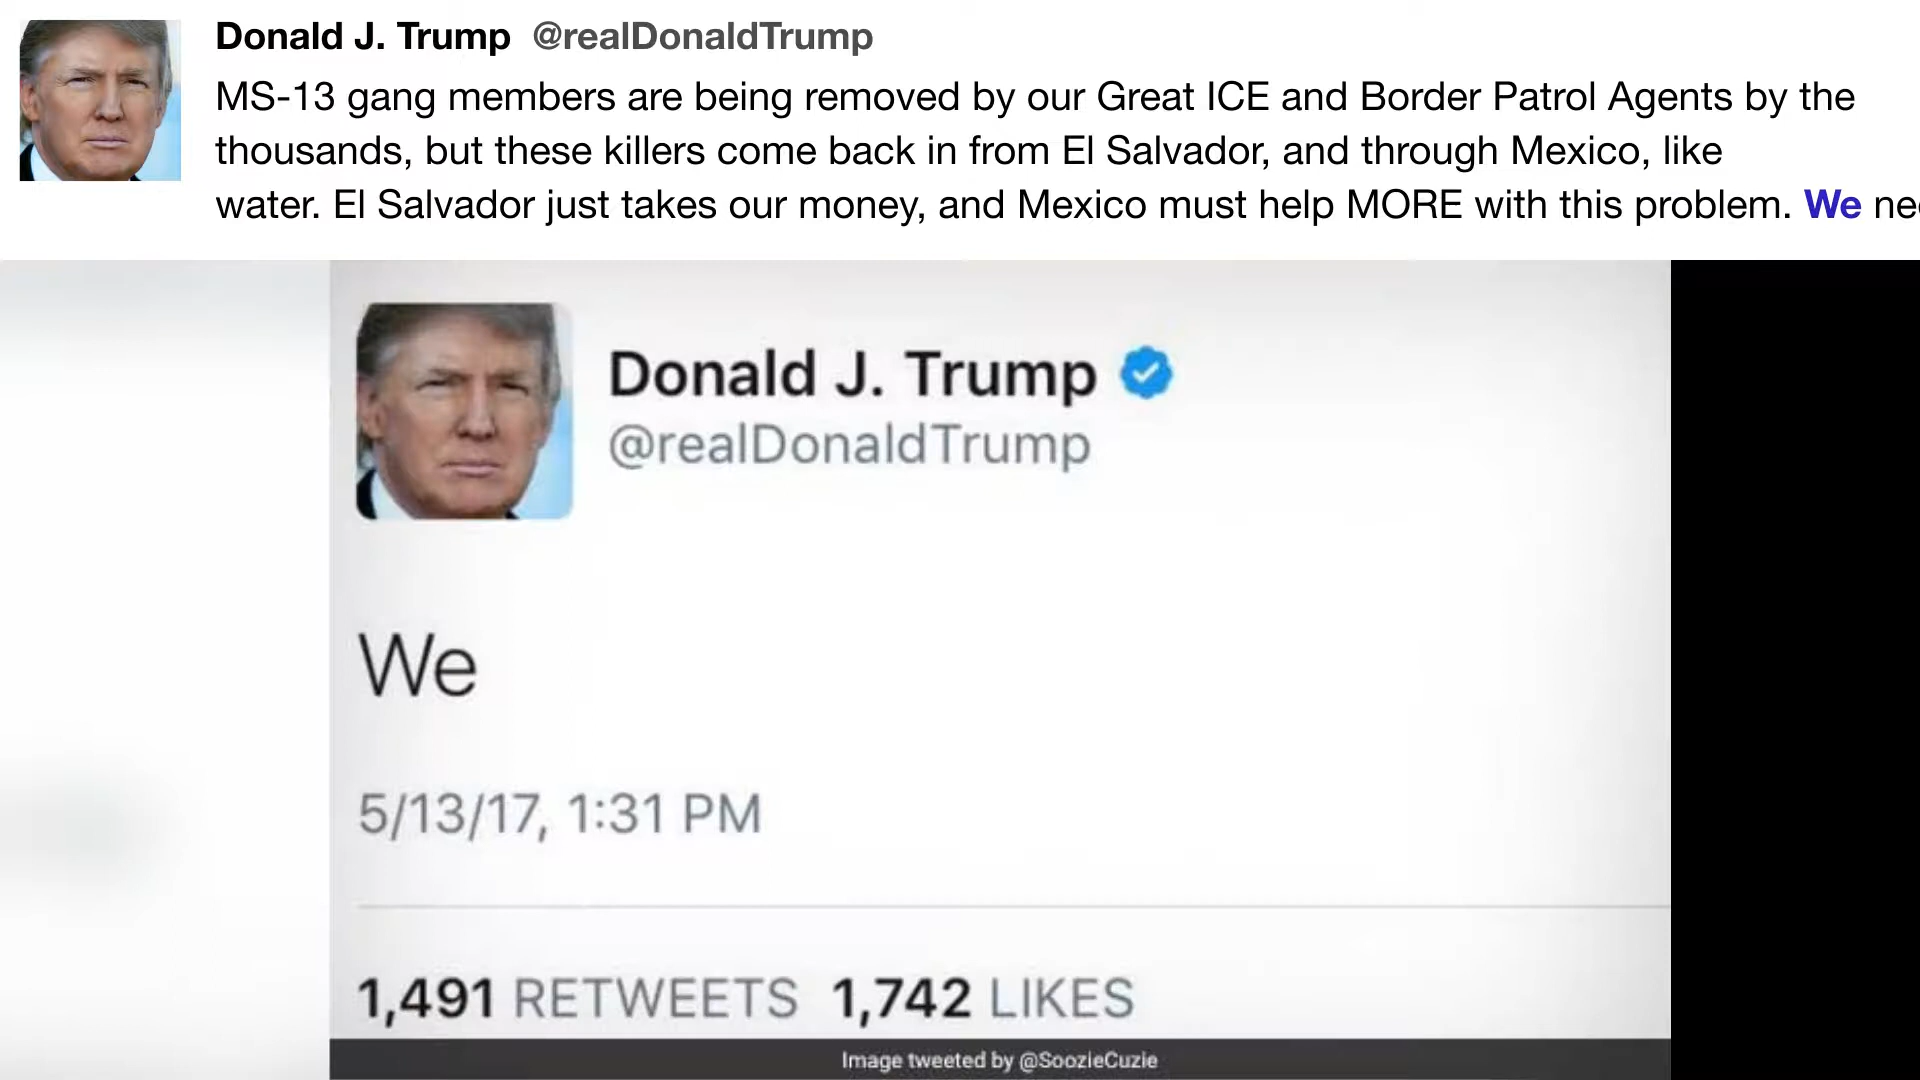 Donald J. Trump @realDonaldTrump
MS-13 gang members are being removed by our Great ICE and Border Patrol Agents by the
thousands, but these killers come back in from El Salvador, and through Mexico, like
water. El Salvador just takes our money, and Mexico must help MORE with this problem. We
Donald J. Trump
@realDonaldTrump
We
5/13/17, 1:31 PM
1,491 RETWEETS 1,742 LIKES
Image tweeted by @SoozieCuzie